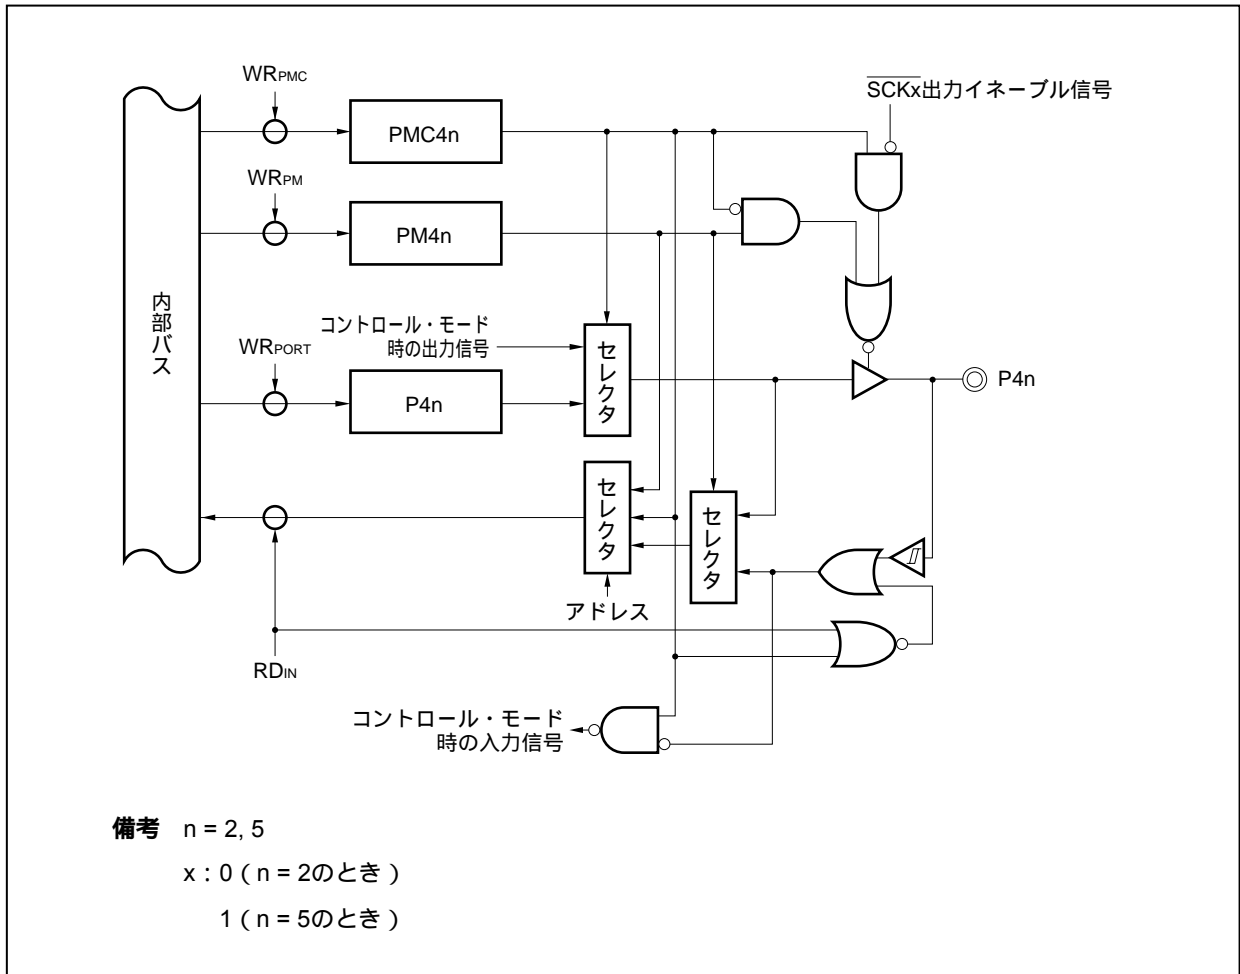 WRPMC
SCKx出力イネーブル信号
PMC4n
WRPM
PM4n
内部バス
コントロール・モード
時の出力信号
セレクタ
WRPORT
P4n
P4n
セレクタ
セレクタ
アドレス
RDIN
コントロール・モード
時の入力信号
備考 n = 2, 5
x : 0 ( n = 2のとき )
1 ( n = 5のとき )